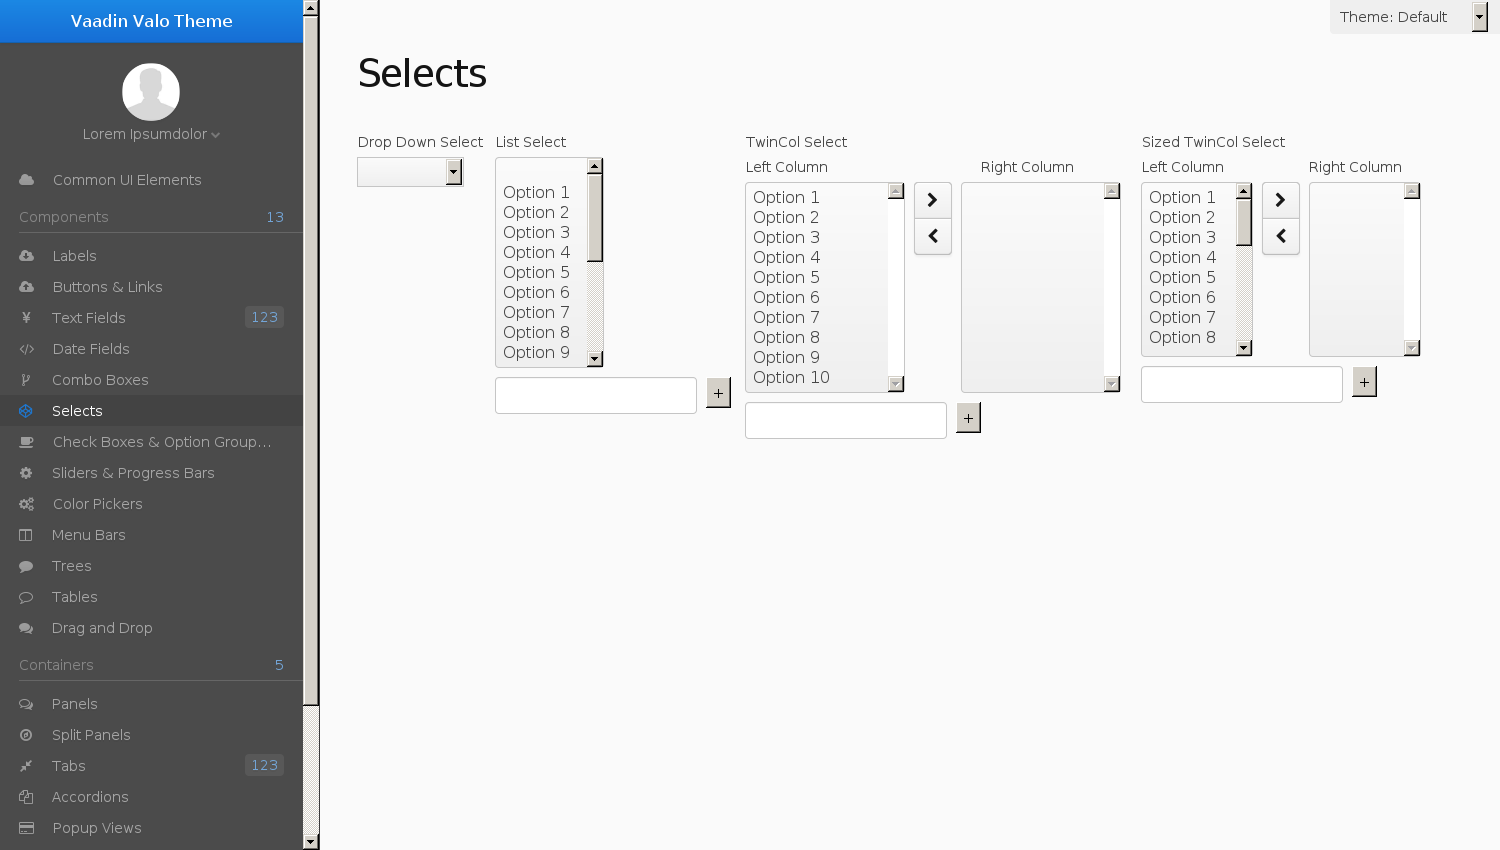 Vaadin Valo Theme
Lorem Ipsumdolor
Common UI Elements
Components 13
Labels
Buttons & Links
Text Fields 123
Date Fields
Combo Boxes
Selects
Check Boxes & Option Group...
Sliders & Progress Bars
Color Pickers
Menu Bars
Trees
Tables
Drag and Drop
Containers 5
Panels
Split Panels
Tabs 123
Accordions
Popup Views
Theme: Default
Selects
Drop Down Select
List Select
Option 1
Option 2
Option 3
Option 4
Option 5
Option 6
Option 7
Option 8
Option 9
+
TwinCol Select
Left Column Right Column
Option 1
Option 2
Option 3
Option 4
Option 5
Option 6
Option 7
Option 8
Option 9
Option 10
+
Sized TwinCol Select
Left Column Right Column
Option 1
Option 2
Option 3
Option 4
Option 5
Option 6
Option 7
Option 8
+